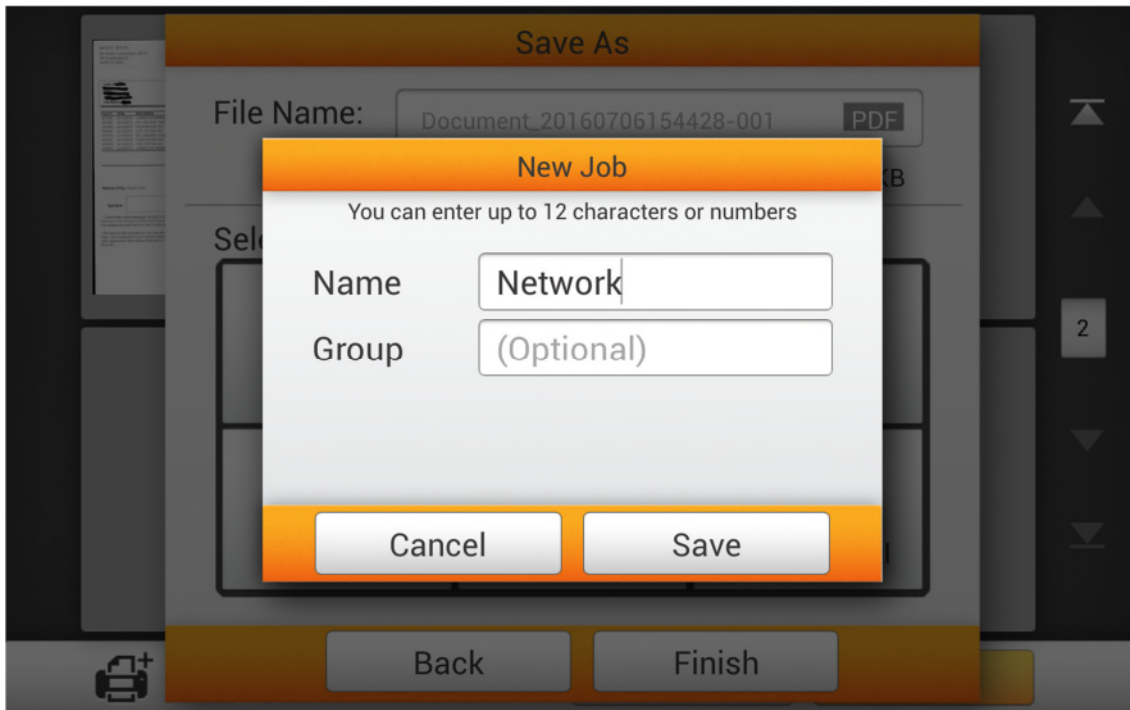 Save As
File Name: Document_20160706154428-001 PDF
New Job
KB
You can enter up to 12 characters or numbers
Name Network
Group (Optional)
2
Cancel Save
Back Finish